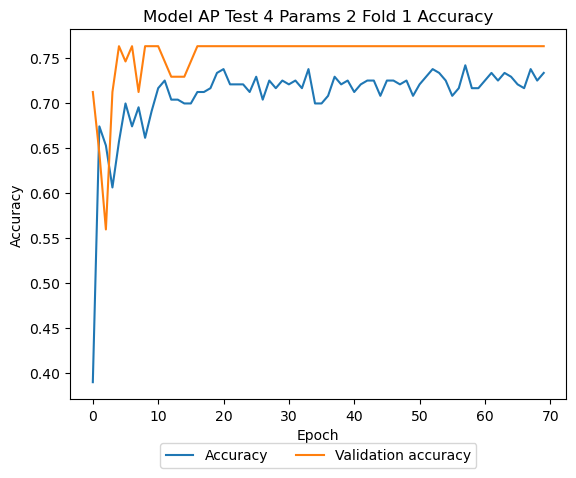 Model AP Test 4 Params 2 Fold 1 Accuracy
Accuracy
0.75
0.70
0.65
0.60
0.55
0.50
0.45
0.40
0 10 20 30 40 50 60 70
Epoch
Accuracy Validation accuracy